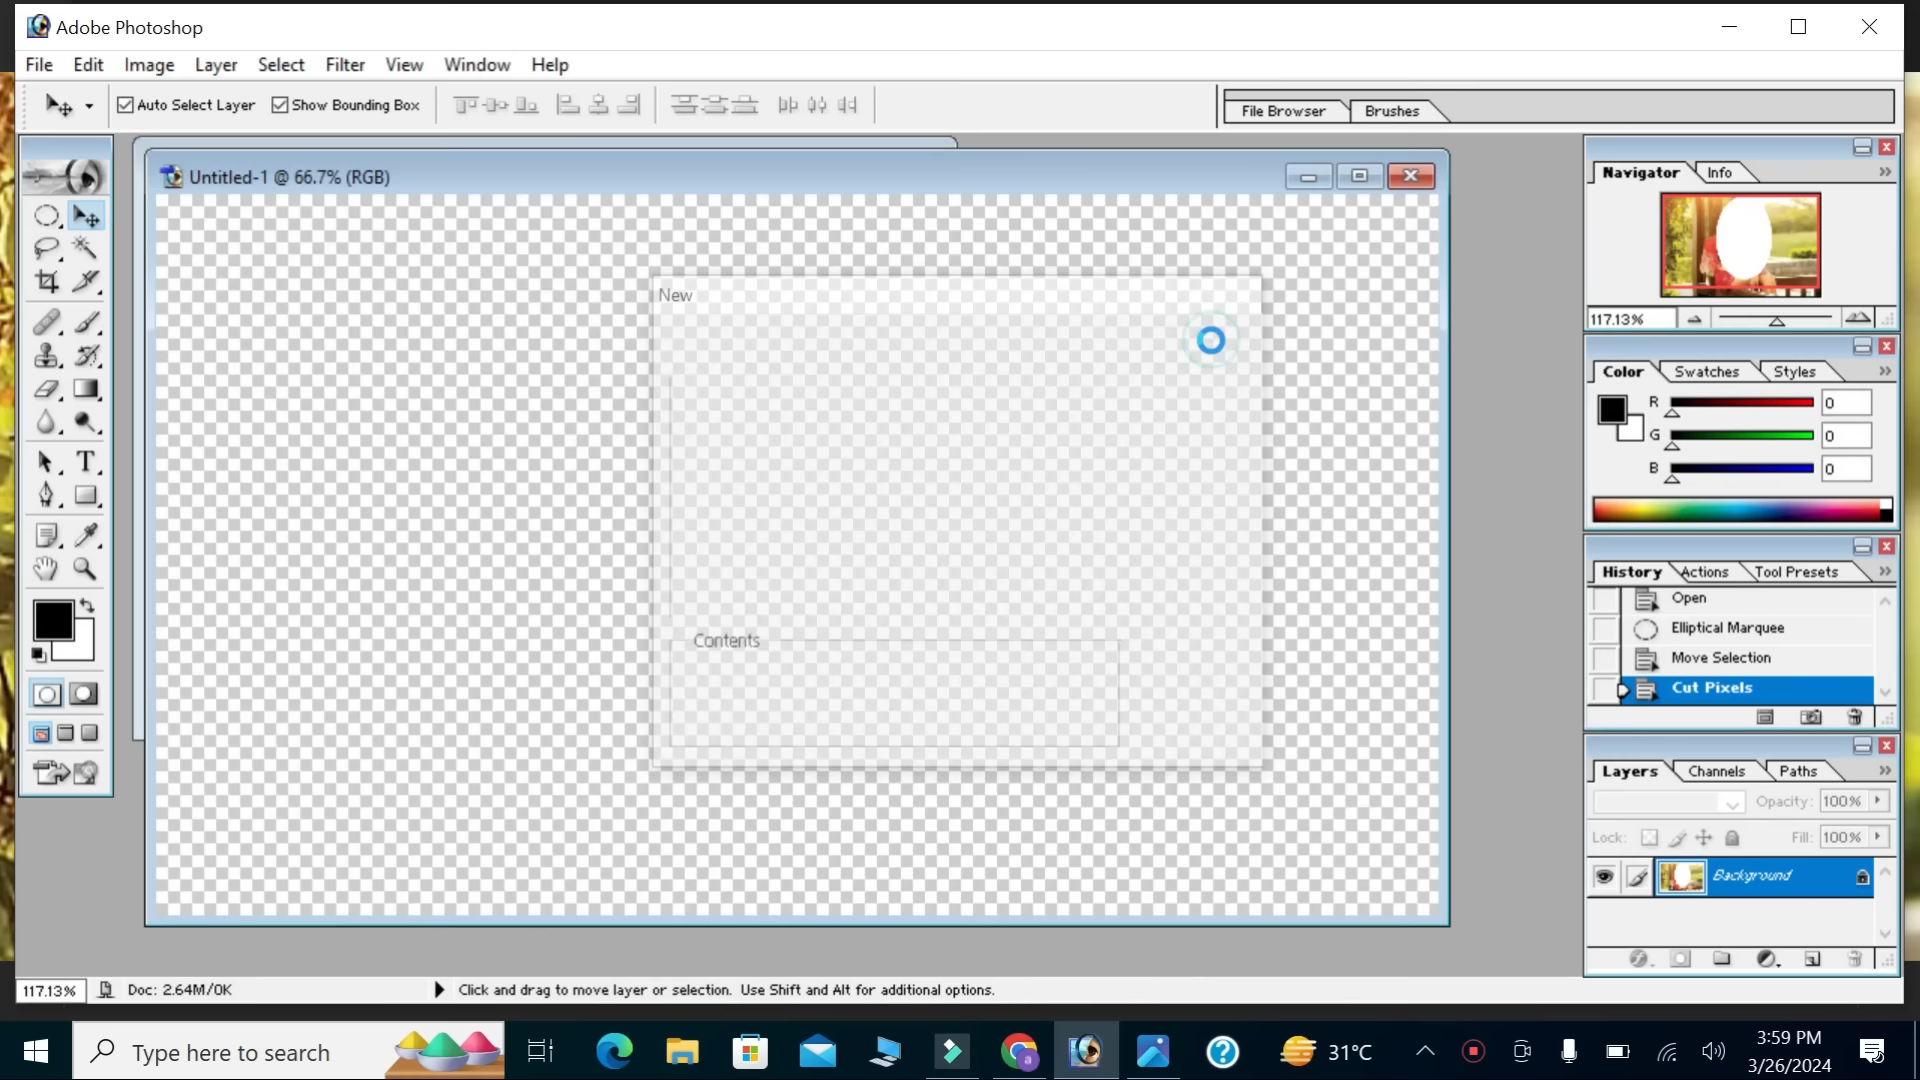 Adobe Photoshop
File Edit Image Layer Select Filter View Window Help
Auto Select Layer Show Bounding Box
File Browser Brushes
Untitled-1 @ 66.7% (RGB)
New
Contents
Navigator Info
117.13%
Color Swatches Styles
R 0
G 0
B 0
History Actions Tool Presets
Open
Elliptical Marquee
Move Selection
Cut Pixels
Layers Channels Paths
Opacity: 100%
Lock: Fill: 100%
Background
117.13% Doc: 2.64M/0K Click and drag to move layer or selection. Use Shift and Alt for additional options.
Type here to search
31°C
3:59 PM
3/26/2024